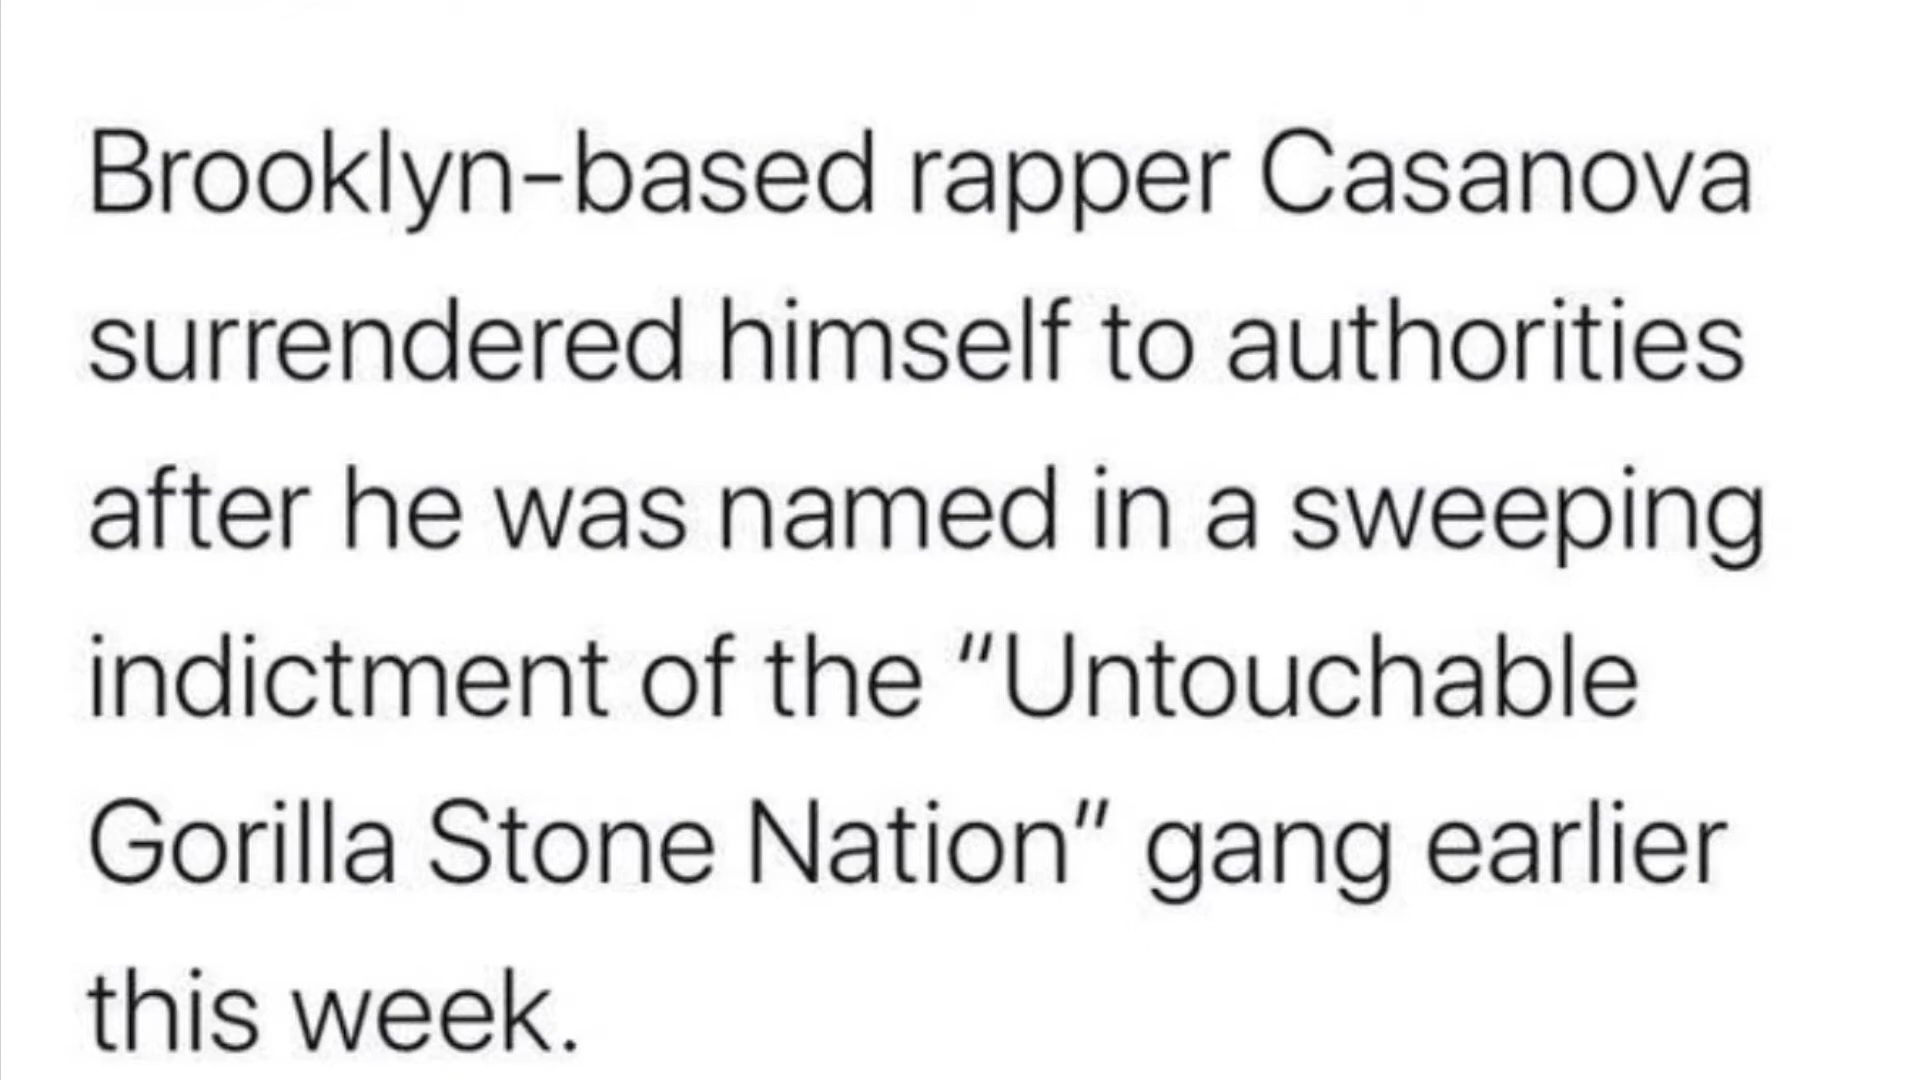 Brooklyn-based rapper Casanova
surrendered himself to authorities
after he was named in a sweeping
indictment of the “Untouchable
Gorilla Stone Nation” gang earlier
this week.